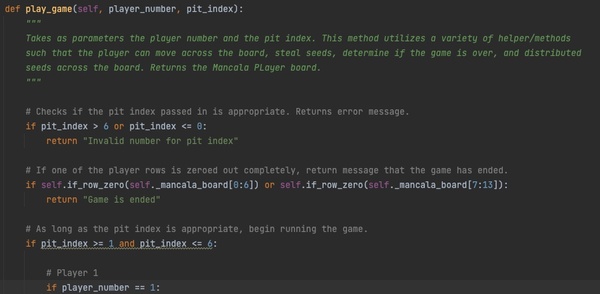 def play_game(self, player_number, pit_index):
"""
Takes as parameters the player number and the pit index. This method utilizes a variety of helper/methods
such that the player can move across the board, steal seeds, determine if the game is over, and distributed
seeds across the board. Returns the Mancala PLayer board.
"""
# Checks if the pit index passed in is appropriate. Returns error message.
if pit_index > 6 or pit_index <= 0:
return "Invalid number for pit index"
# If one of the player rows is zeroed out completely, return message that the game has ended.
if self.if_row_zero(self._mancala_board[0:6]) or self.if_row_zero(self._mancala_board[7:13]):
return "Game is ended"
# As long as the pit index is appropriate, begin running the game.
if pit_index >= 1 and pit_index <= 6:
# Player 1
if player_number == 1: